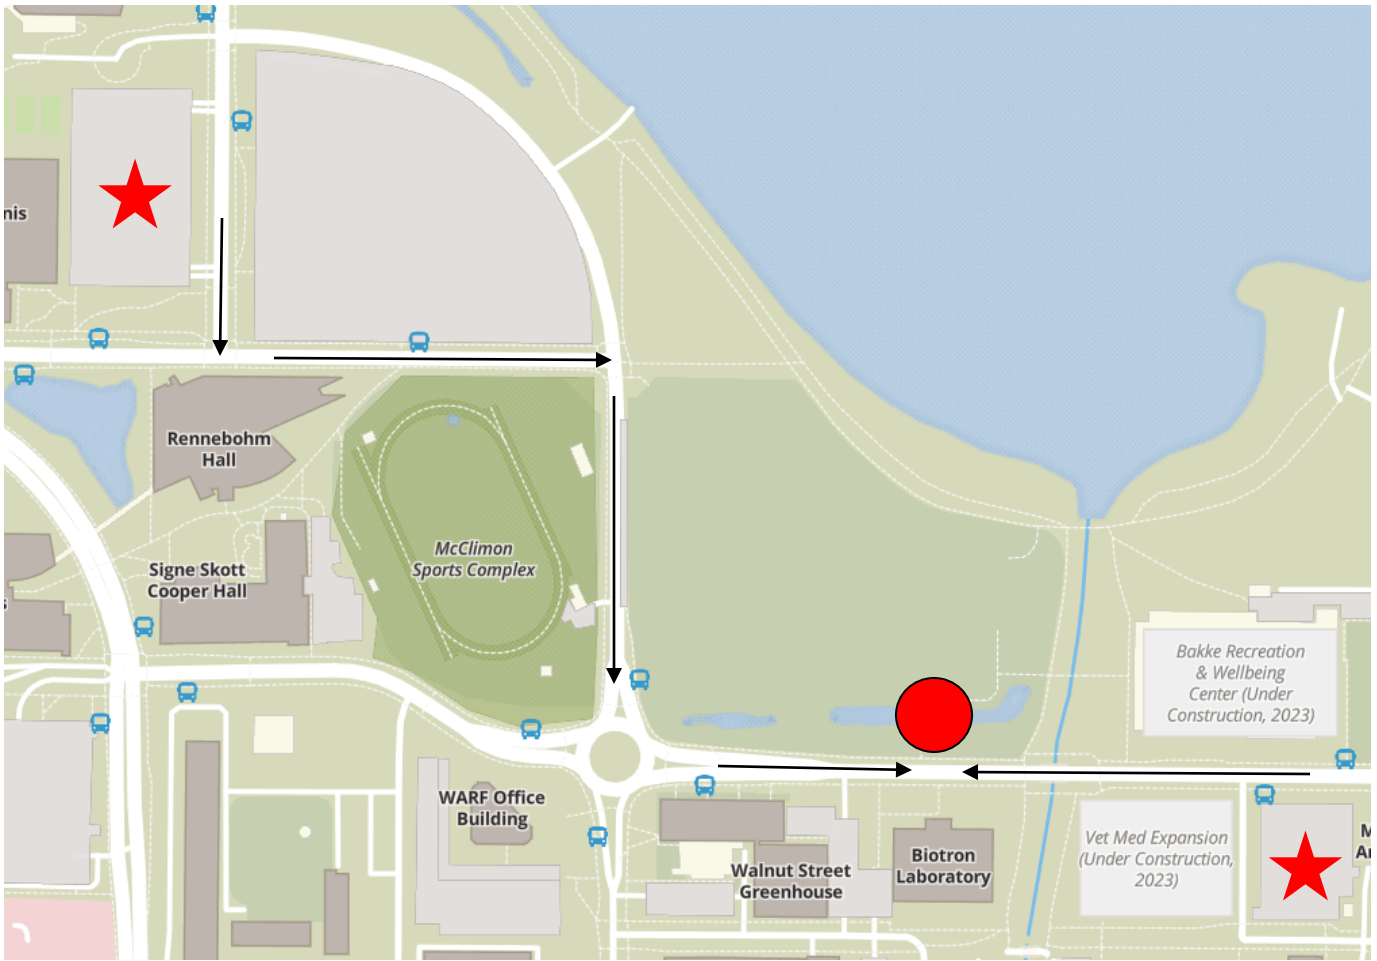 nis
Rennebohm
Hall
McClimon
Sports Complex
Signe Skott
Cooper Hall
Bakke Recreation
& Wellbeing
Center (Under
Construction, 2023)
WARF Office
Building
Walnut Street
Greenhouse
Biotron
Laboratory
Vet Med Expansion
(Under Construction,
2023)
M
A